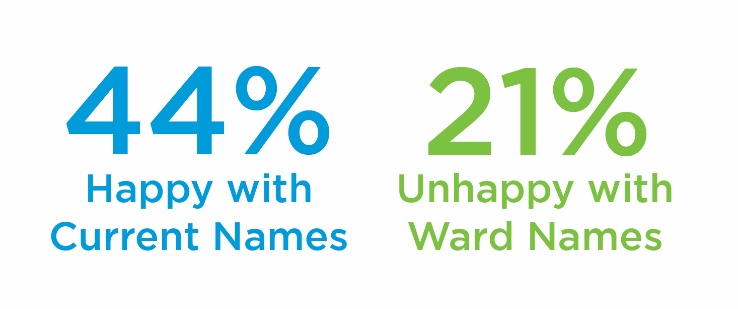 44%
Happy with
Current Names
21%
Unhappy with
Ward Names